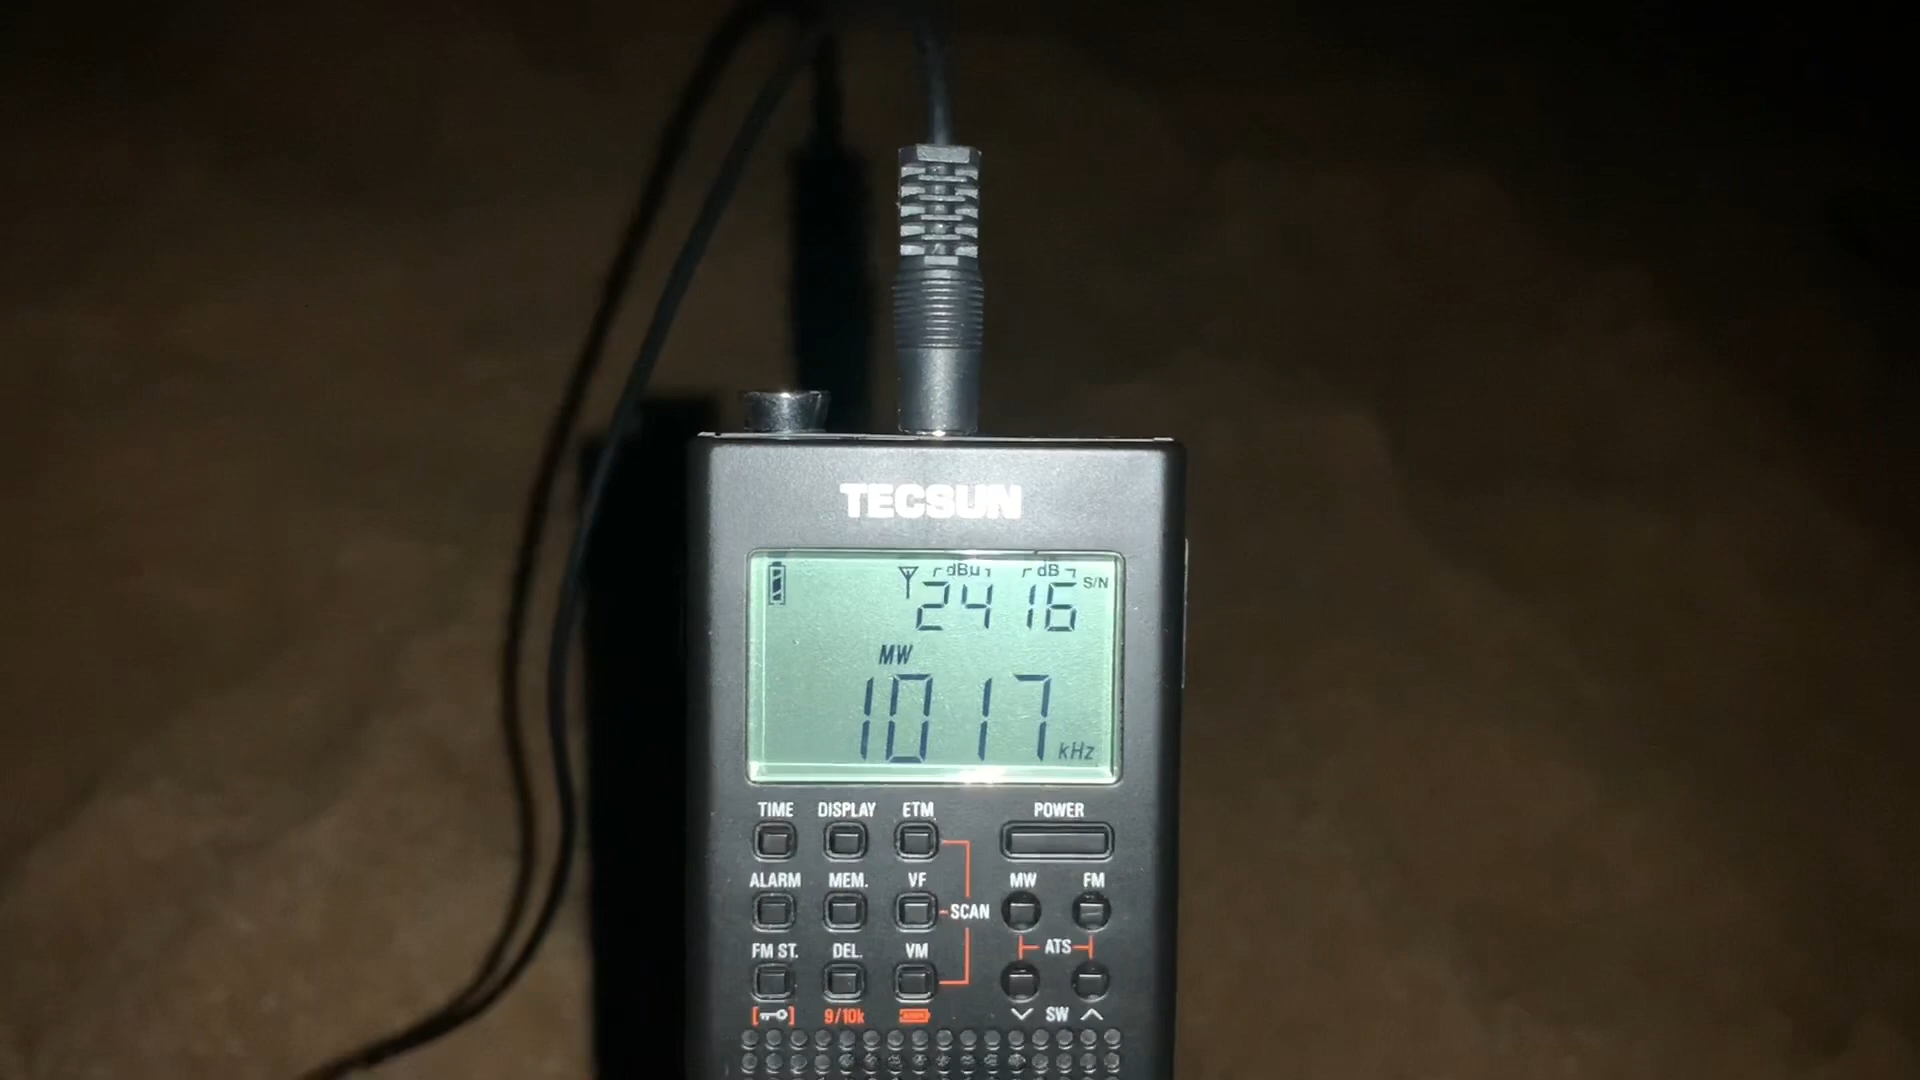 TECSUN
dBµ dB S/N
24 16
MW
1017 kHz
TIME DISPLAY ETM POWER
ALARM MEM. VF MW FM
SCAN
FM ST. DEL. VM ATS
9/10k SW